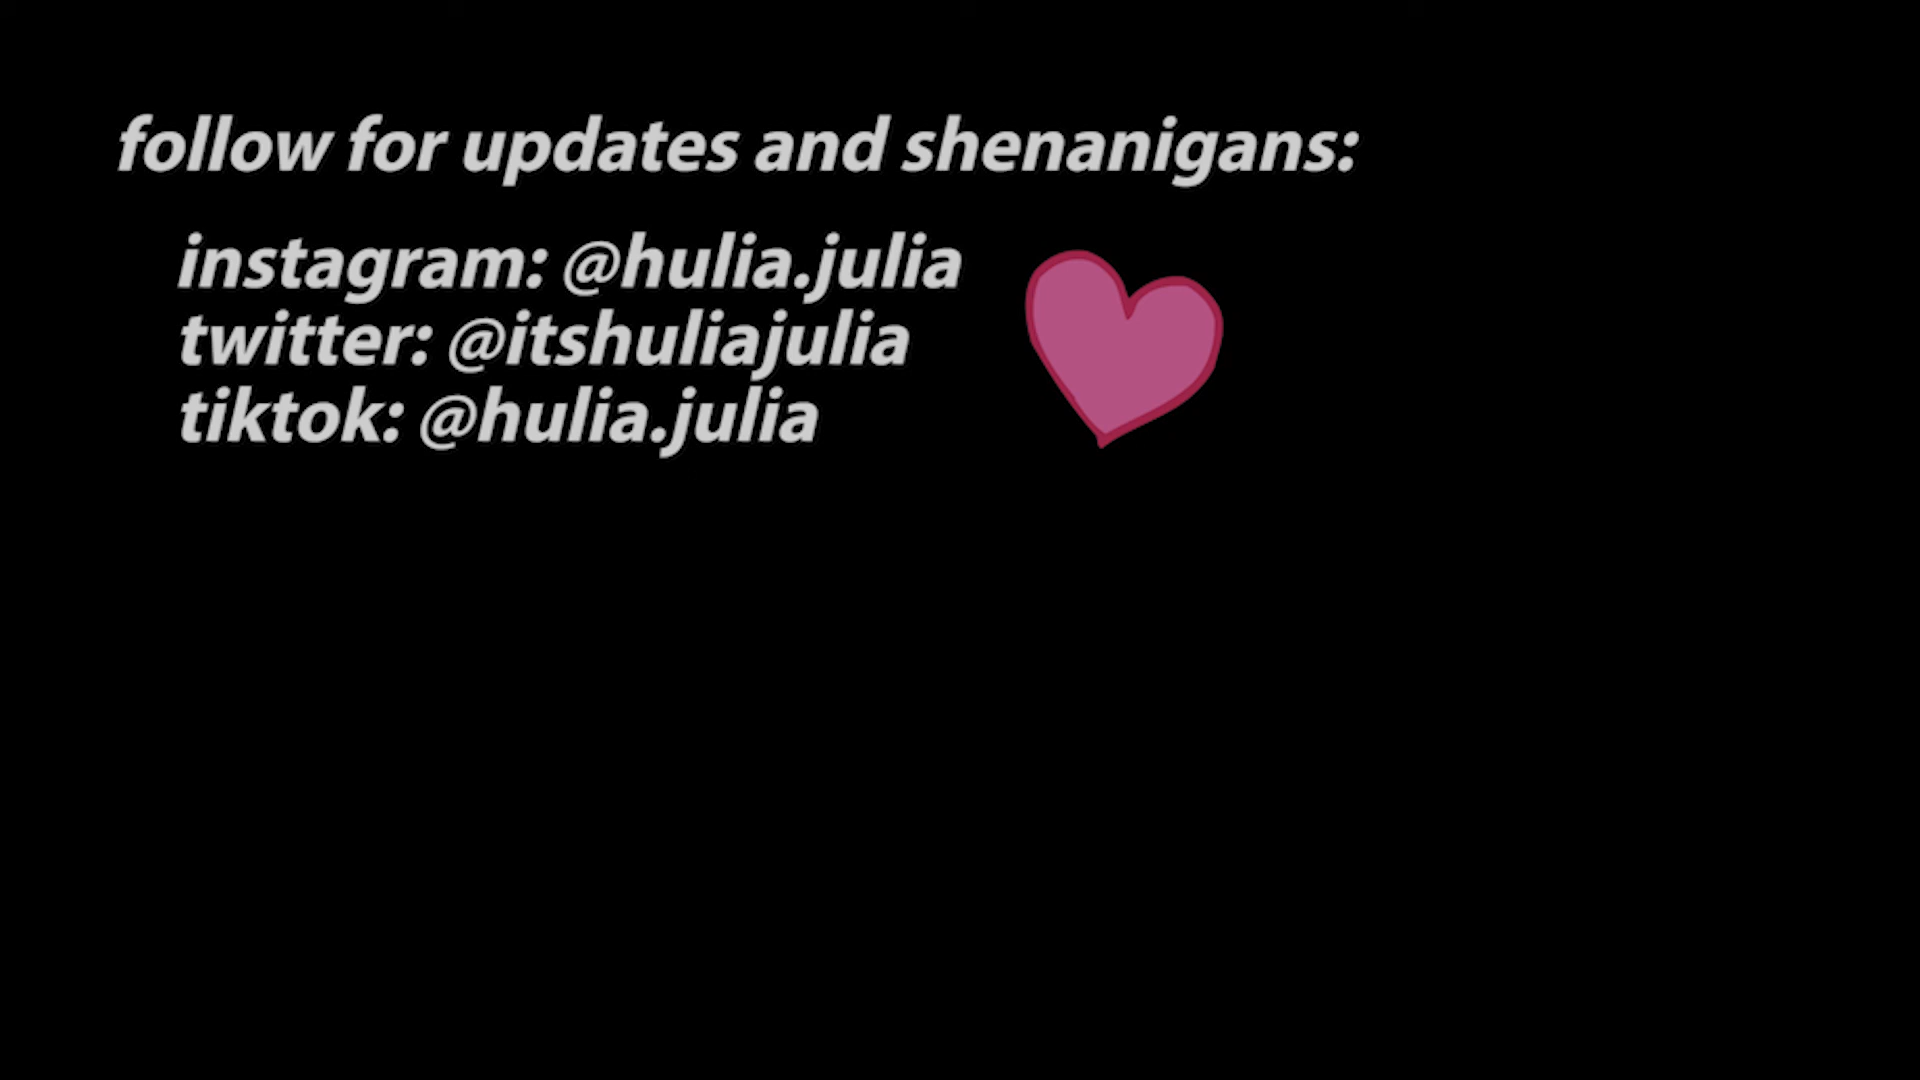 follow for updates and shenanigans:
instagram: @hulia.julia
twitter: @itshuliajulia
tiktok: @hulia.julia